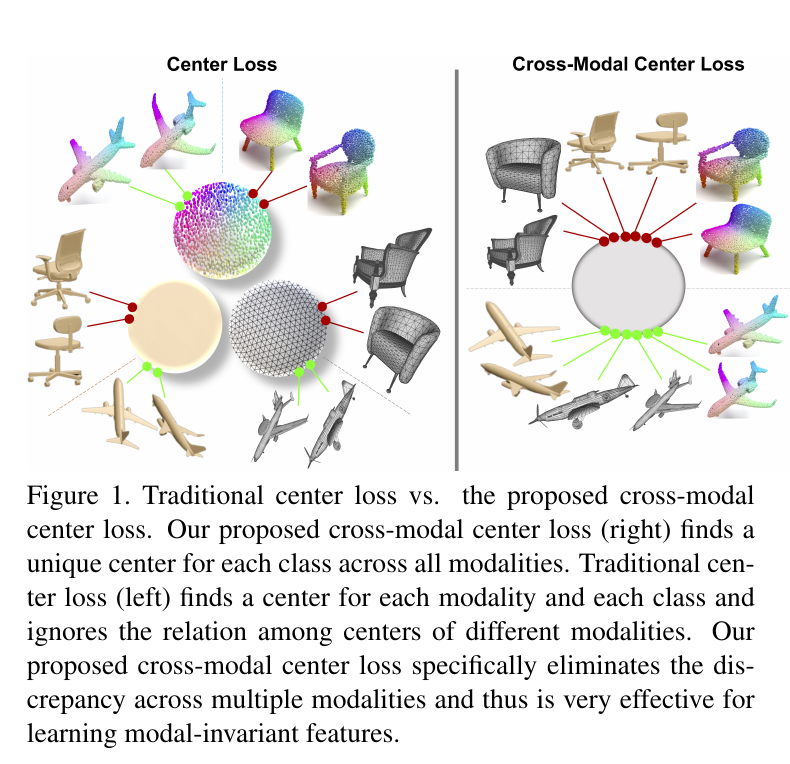 Center Loss
Cross-Modal Center Loss
Figure 1. Traditional center loss vs. the proposed cross-modal
center loss. Our proposed cross-modal center loss (right) finds a
unique center for each class across all modalities. Traditional cen-
ter loss (left) finds a center for each modality and each class and
ignores the relation among centers of different modalities. Our
proposed cross-modal center loss specifically eliminates the dis-
crepancy across multiple modalities and thus is very effective for
learning modal-invariant features.